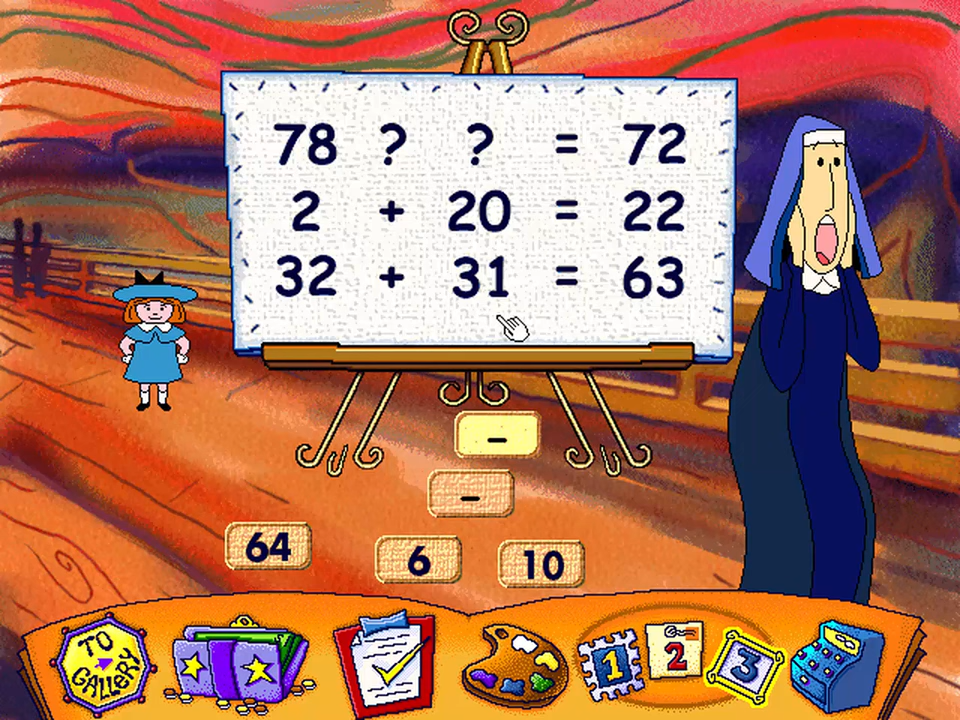 78 ? ? = 72
2 + 20 = 22
32 + 31 = 63
-
-
64 6 10
TO GALLERY
1 2 3